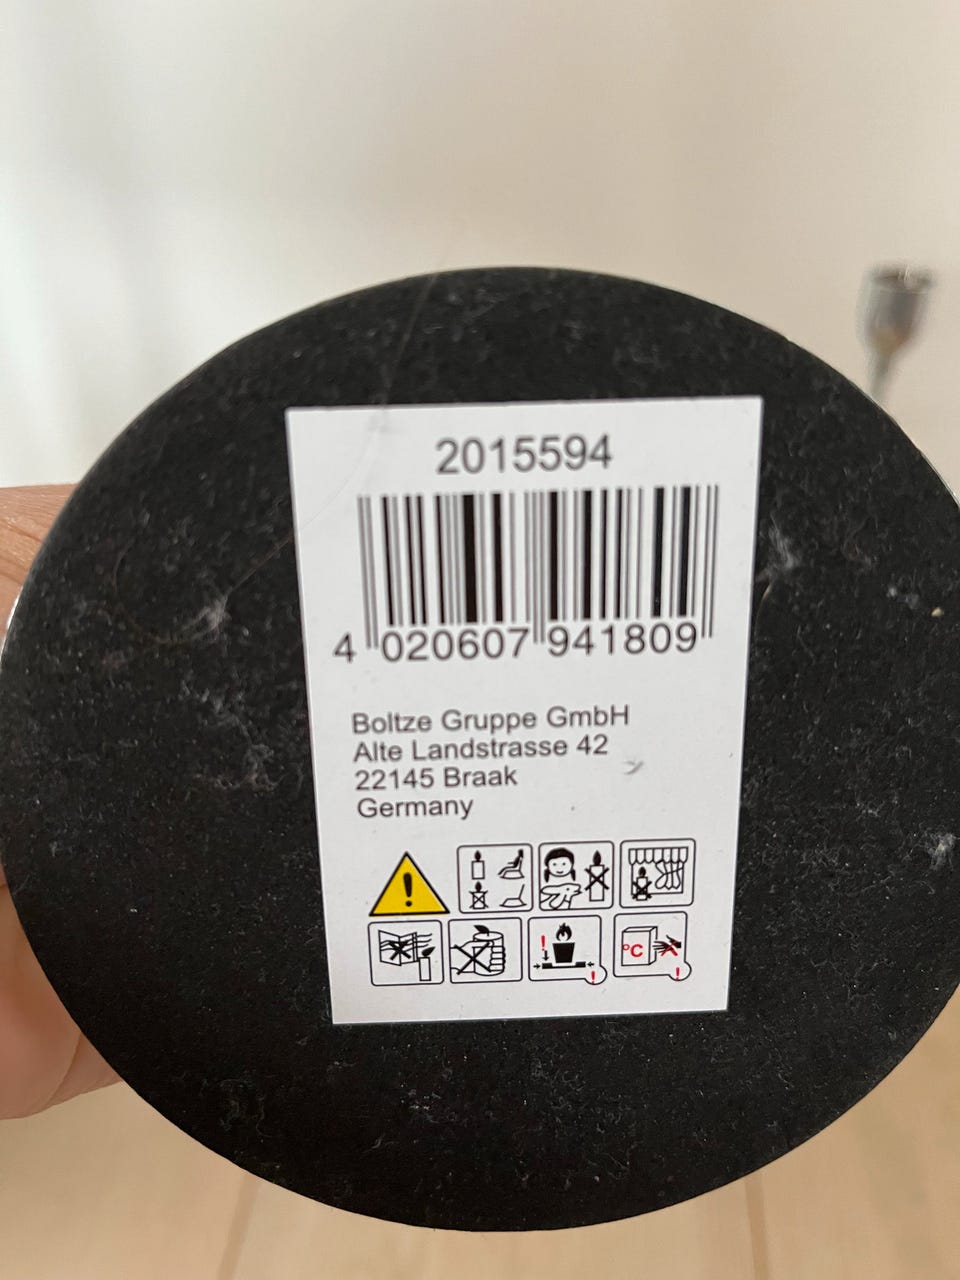 2015594
4 020607 941809
Boltze Gruppe GmbH
Alte Landstrasse 42
22145 Braak
Germany
!
!
!
°C
!